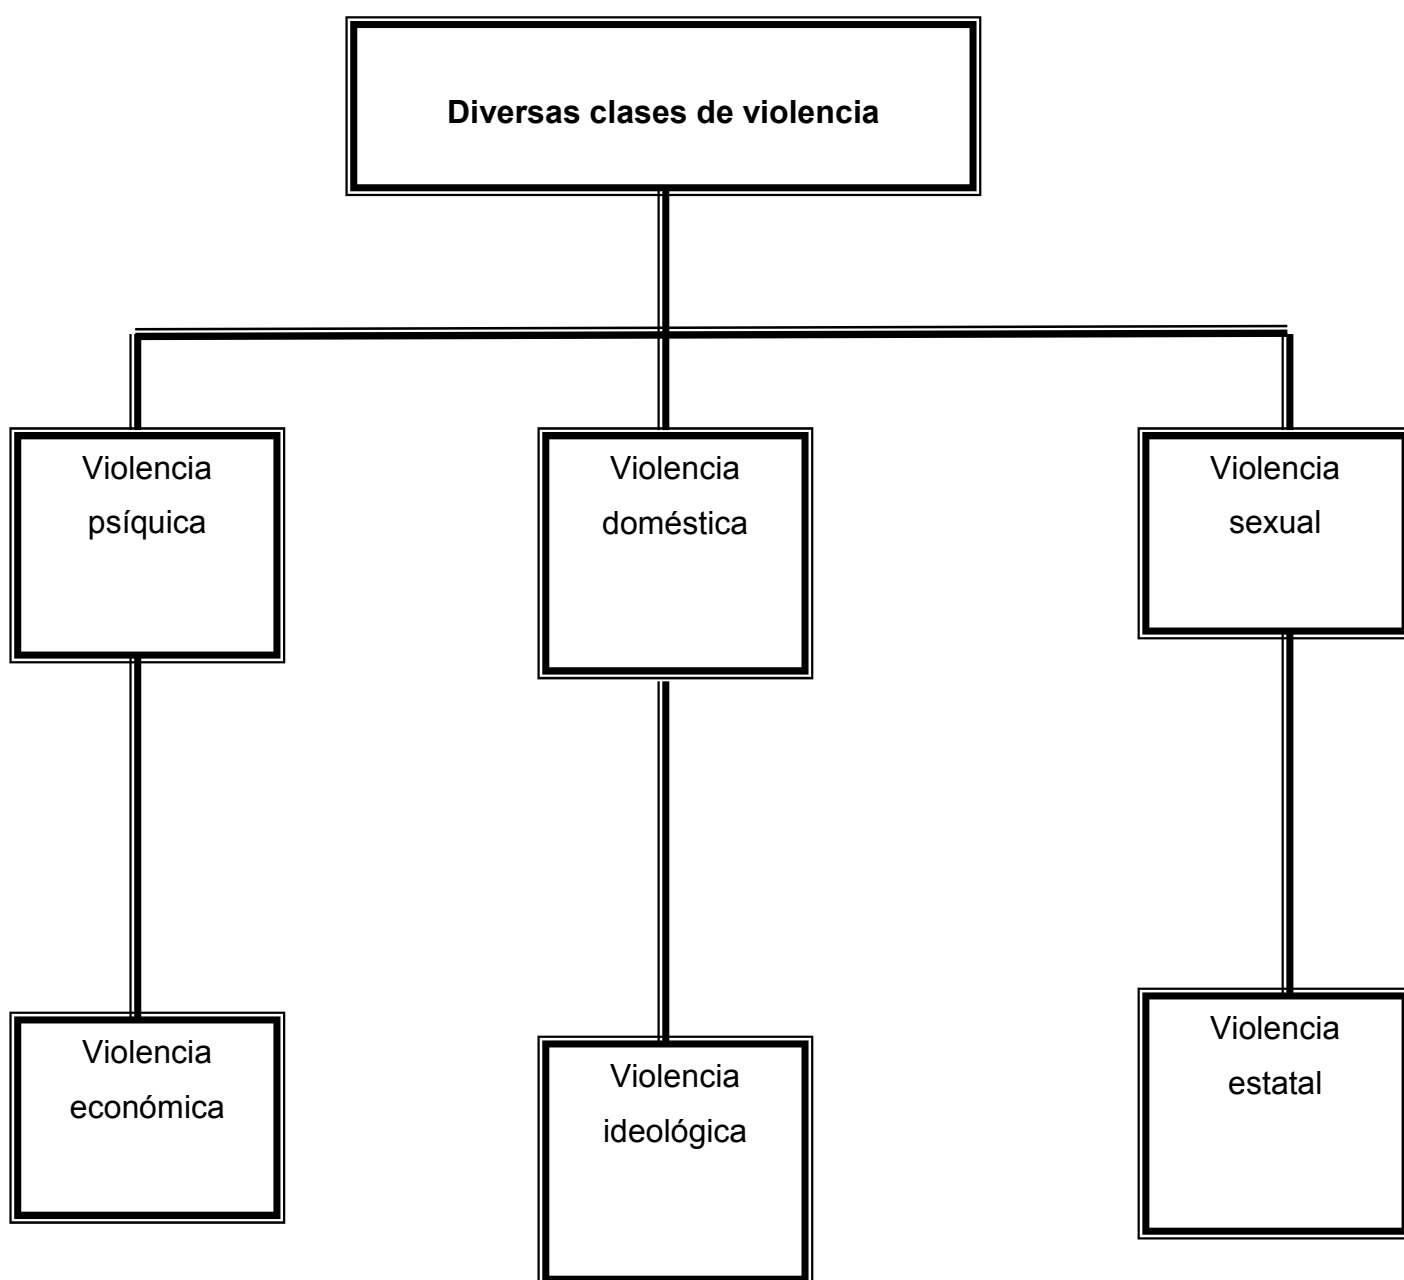 Diversas clases de violencia
Violencia
psíquica
Violencia
doméstica
Violencia
sexual
Violencia
económica
Violencia
ideológica
Violencia
estatal